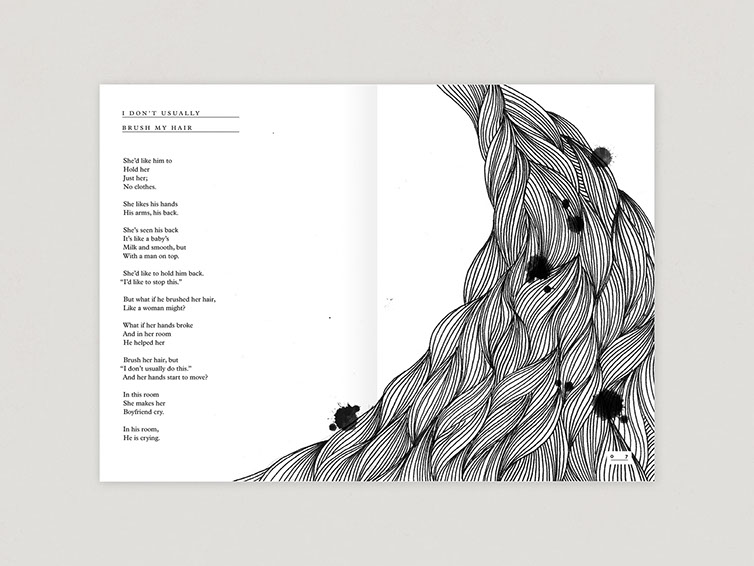 I DON'T USUALLY
BRUSH MY HAIR
She'd like him to
Hold her
Just her;
No clothes.
She likes his hands
His arms, his back.
She's seen his back
It's like a baby's
Milk and smooth, but
With a man on top.
She'd like to hold him back.
“I'd like to stop this.”
But what if he brushed her hair,
Like a woman might?
What if her hands broke
And in her room
He helped her
Brush her hair, but
“I don't usually do this.”
And her hands start to move?
In this room
She makes her
Boyfriend cry.
In his room,
He is crying.
0 7